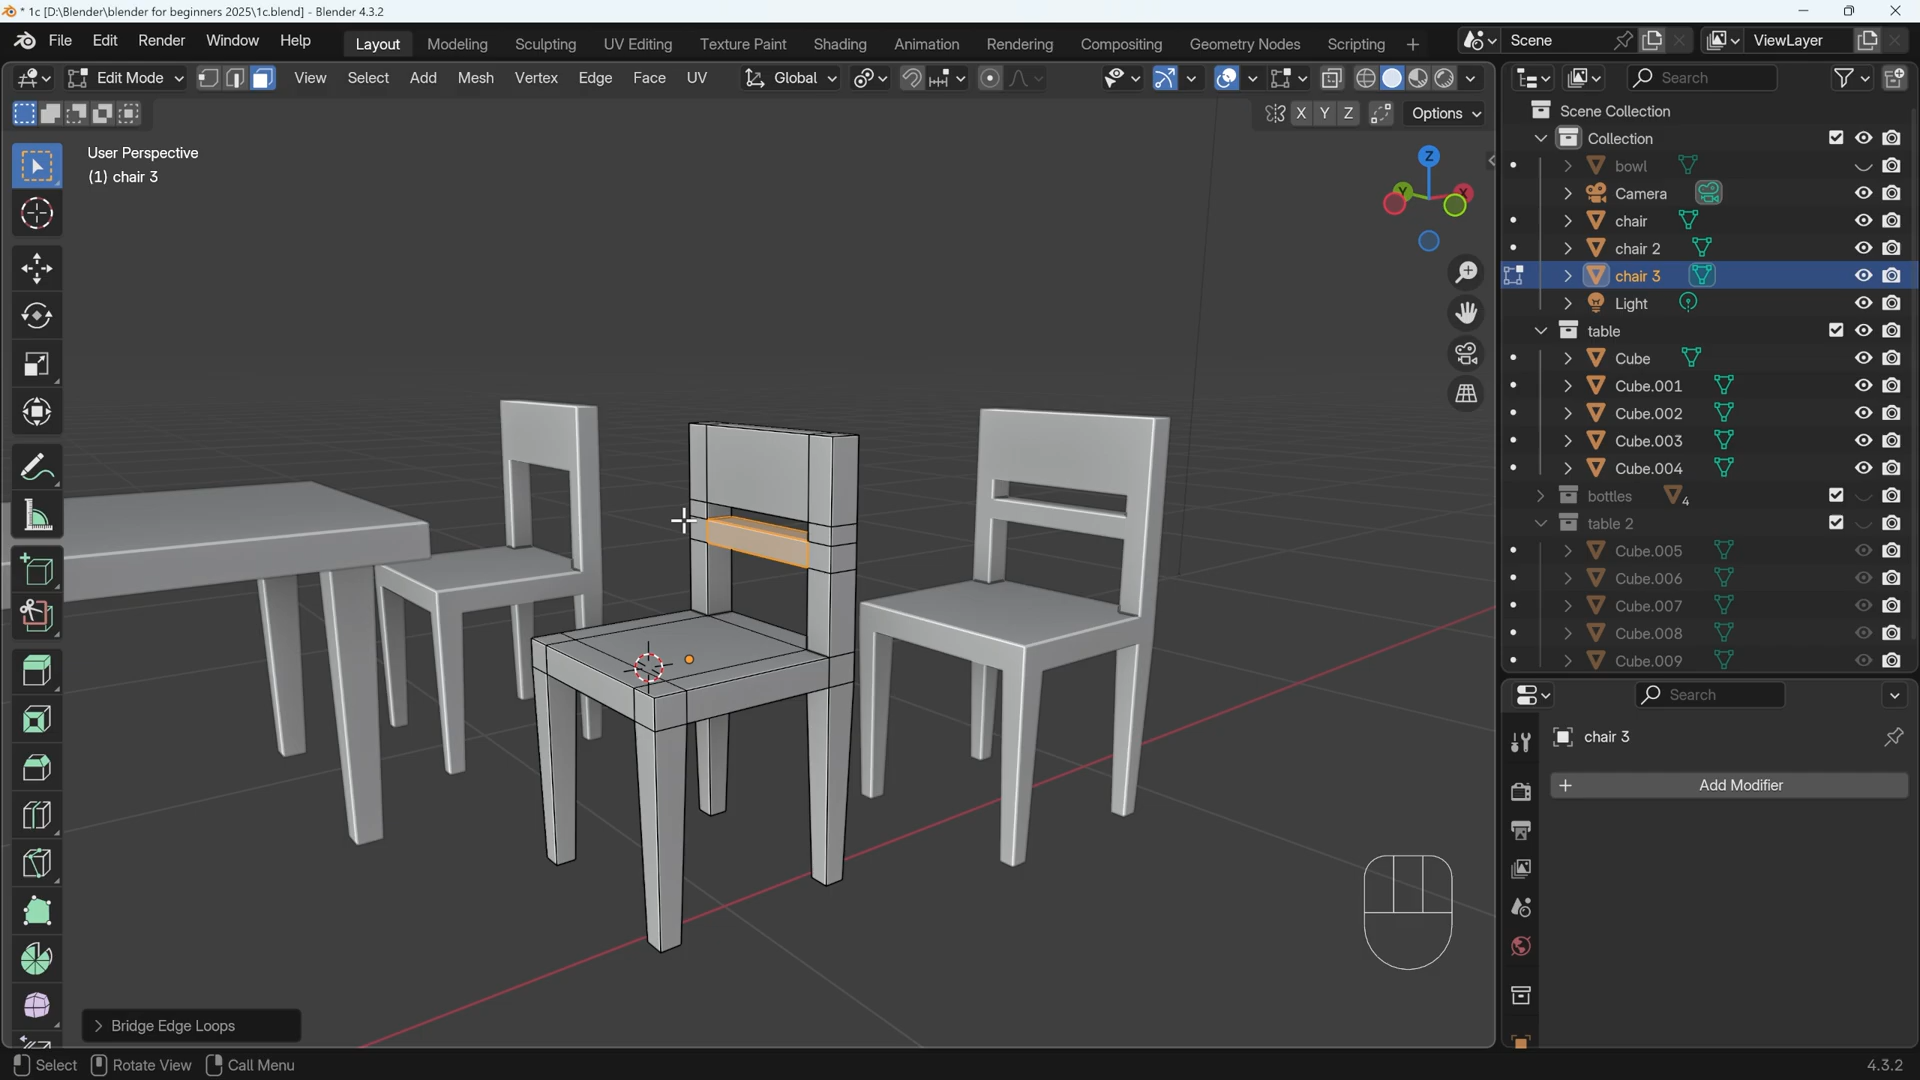 * 1c [D:\Blender\blender for beginners 2025\1c.blend] - Blender 4.3.2
File Edit Render Window Help
Layout Modeling Sculpting UV Editing Texture Paint Shading Animation Rendering Compositing Geometry Nodes Scripting +
Scene
ViewLayer
Edit Mode
View Select Add Mesh Vertex Edge Face UV
Global
X Y Z
Options
User Perspective
(1) chair 3
Z
Y
X
Bridge Edge Loops
Search
Scene Collection
Collection
bowl
Camera
chair
chair 2
chair 3
Light
table
Cube
Cube.001
Cube.002
Cube.003
Cube.004
bottles
4
table 2
Cube.005
Cube.006
Cube.007
Cube.008
Cube.009
Search
chair 3
+ Add Modifier
Select Rotate View Call Menu
4.3.2